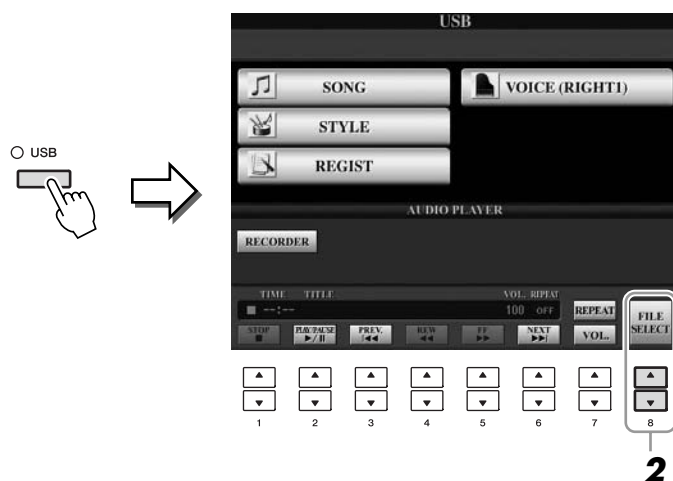 USB
SONG
VOICE (RIGHT1)
STYLE
REGIST
USB
AUDIO PLAYER
RECORDER
TIME TITLE VOL. REPEAT
--:-- 100 OFF
REPEAT
FILE
SELECT
STOP
PLAY/PAUSE
PREV.
REW
FF
NEXT
VOL.
1 2 3 4 5 6 7 8
2